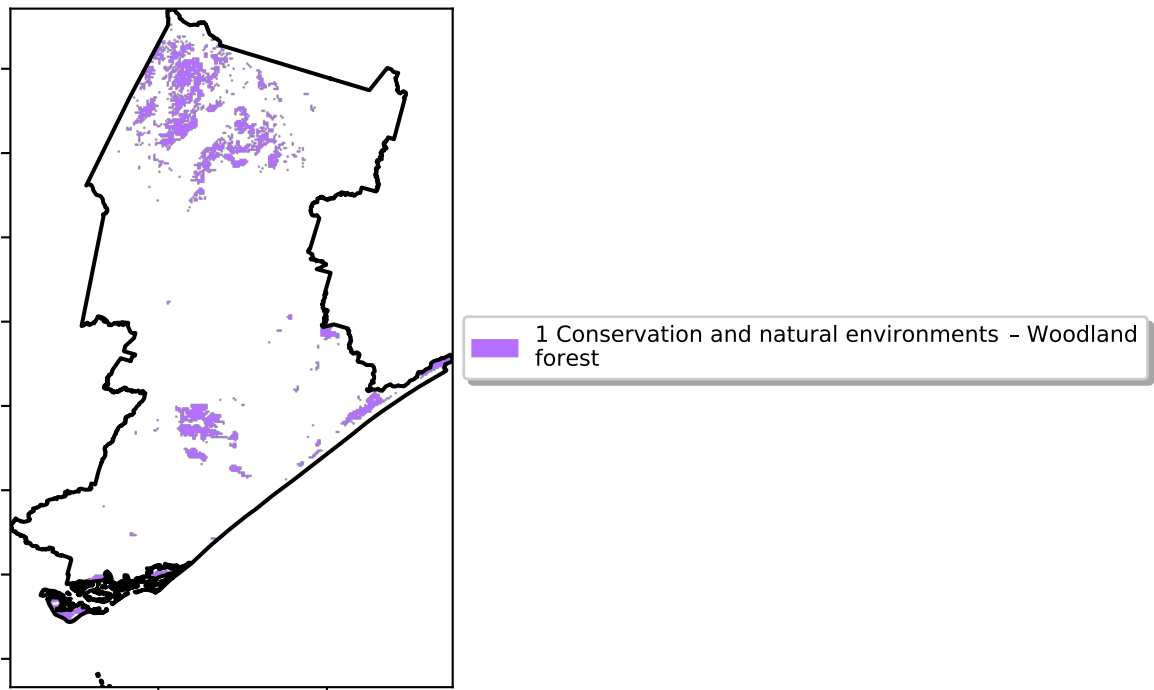 1 Conservation and natural environments – Woodland
forest